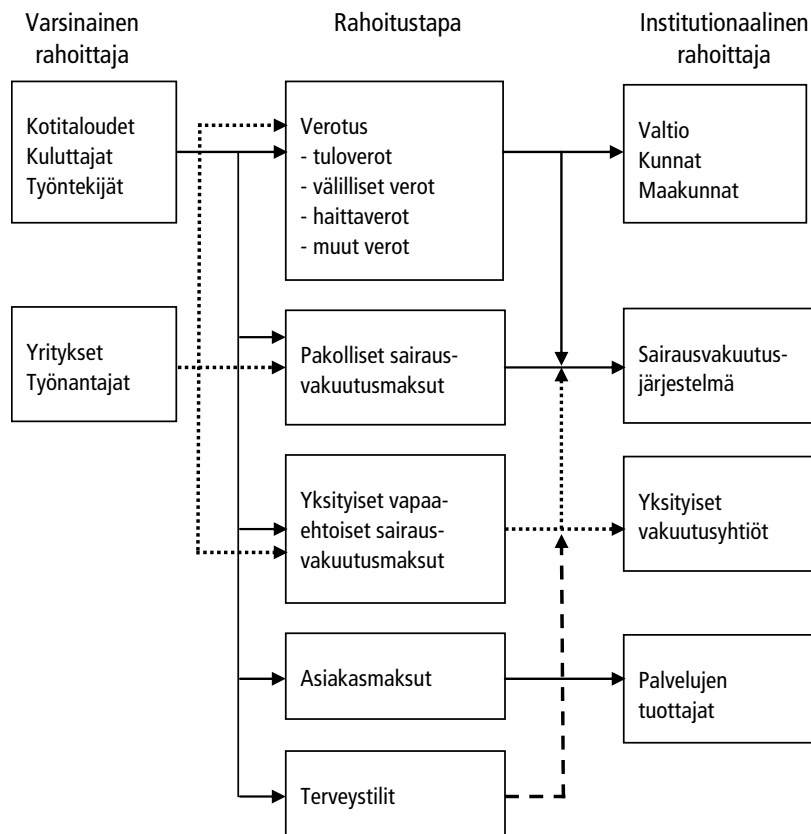 Varsinainen
rahoittaja
Rahoitustapa
Institutionaalinen
rahoittaja
Kotitaloudet
Kuluttajat
Työntekijät
Verotus
- tuloverot
- välilliset verot
- haittaverot
- muut verot
Valtio
Kunnat
Maakunnat
Yritykset
Työnantajat
Pakolliset sairaus-
vakuutusmaksut
Sairausvakuutus-
järjestelmä
Yksityiset vapaa-
ehtoiset sairaus-
vakuutusmaksut
Yksityiset
vakuutusyhtiöt
Asiakasmaksut
Palvelujen
tuottajat
Terveystilit